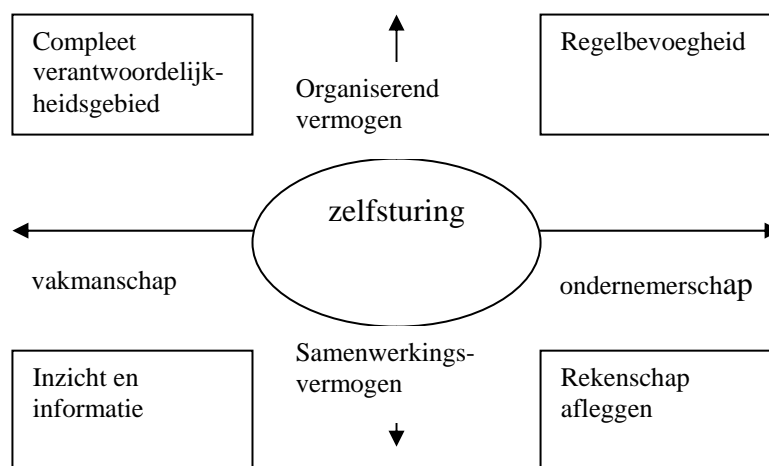 Compleet
verantwoordelijk-
heidsgebied
Organiserend
vermogen
Regelbevoegheid
zelfsturing
vakmanschap
ondernemerschap
Inzicht en
informatie
Samenwerkings-
vermogen
Rekenschap
afleggen